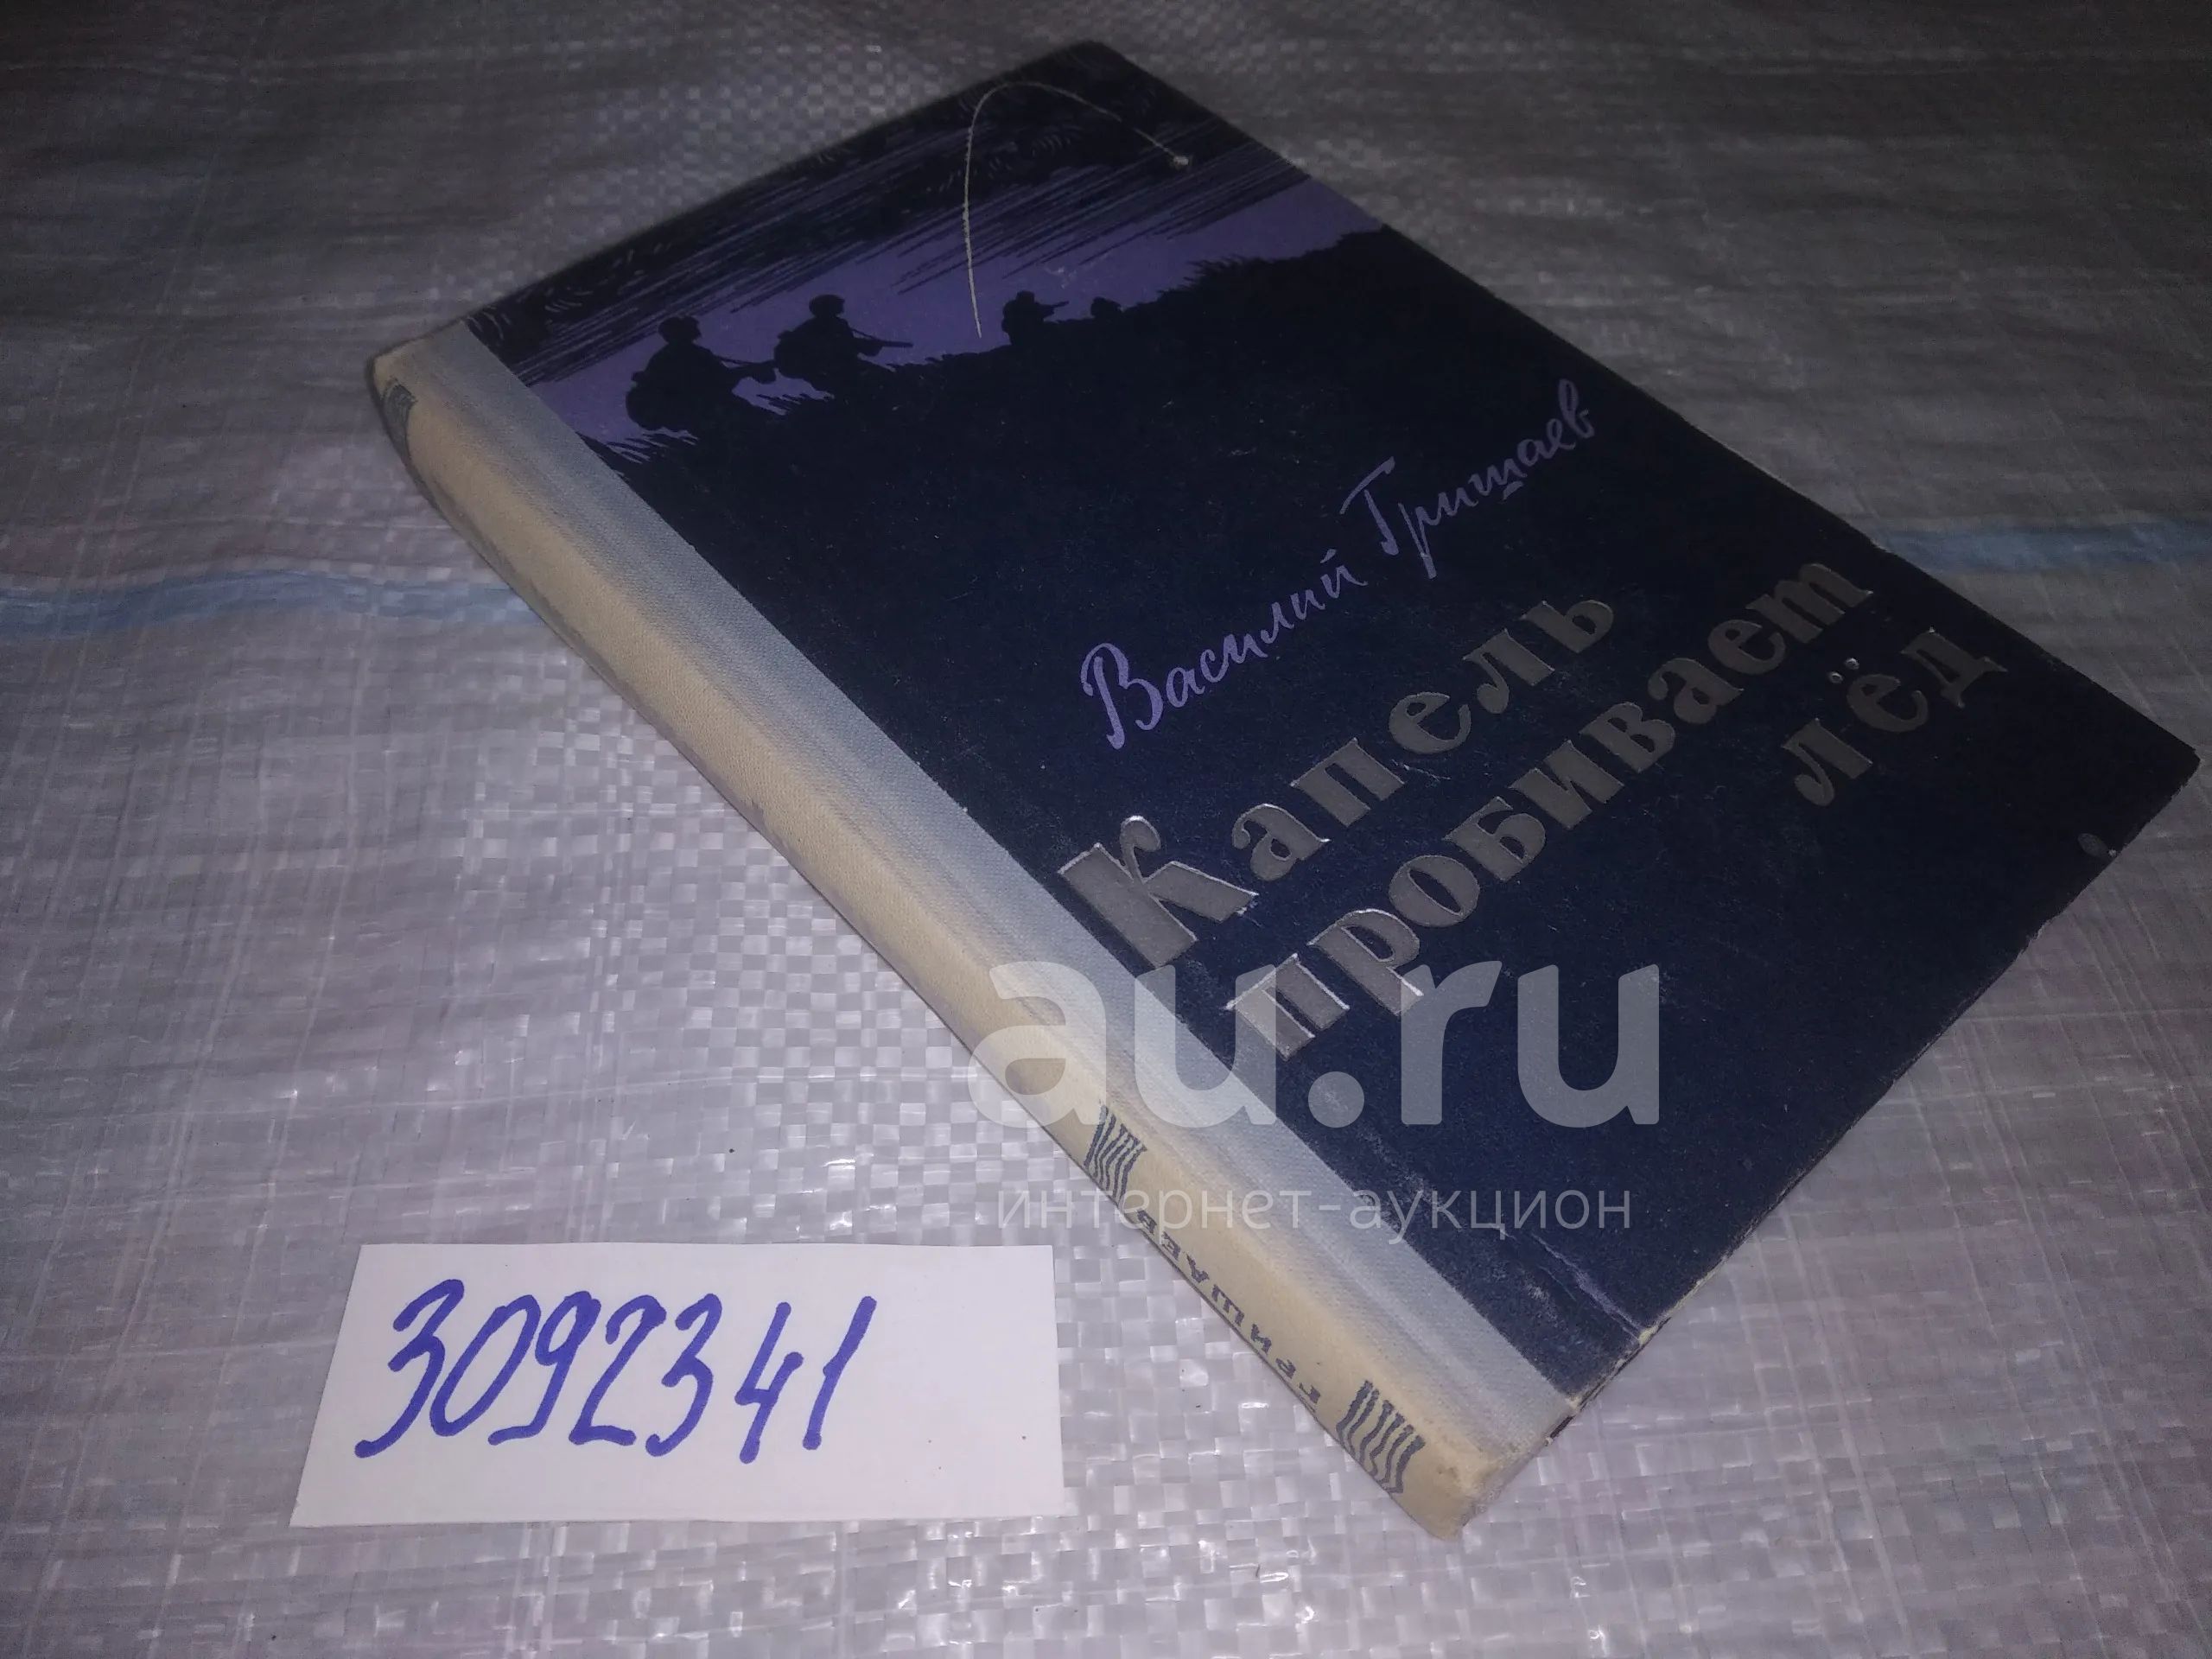 Василий Гришаев
Капель
пробивает
лёд
au.ru
интернет-аукцион
ГРИШАЕВ
3092341